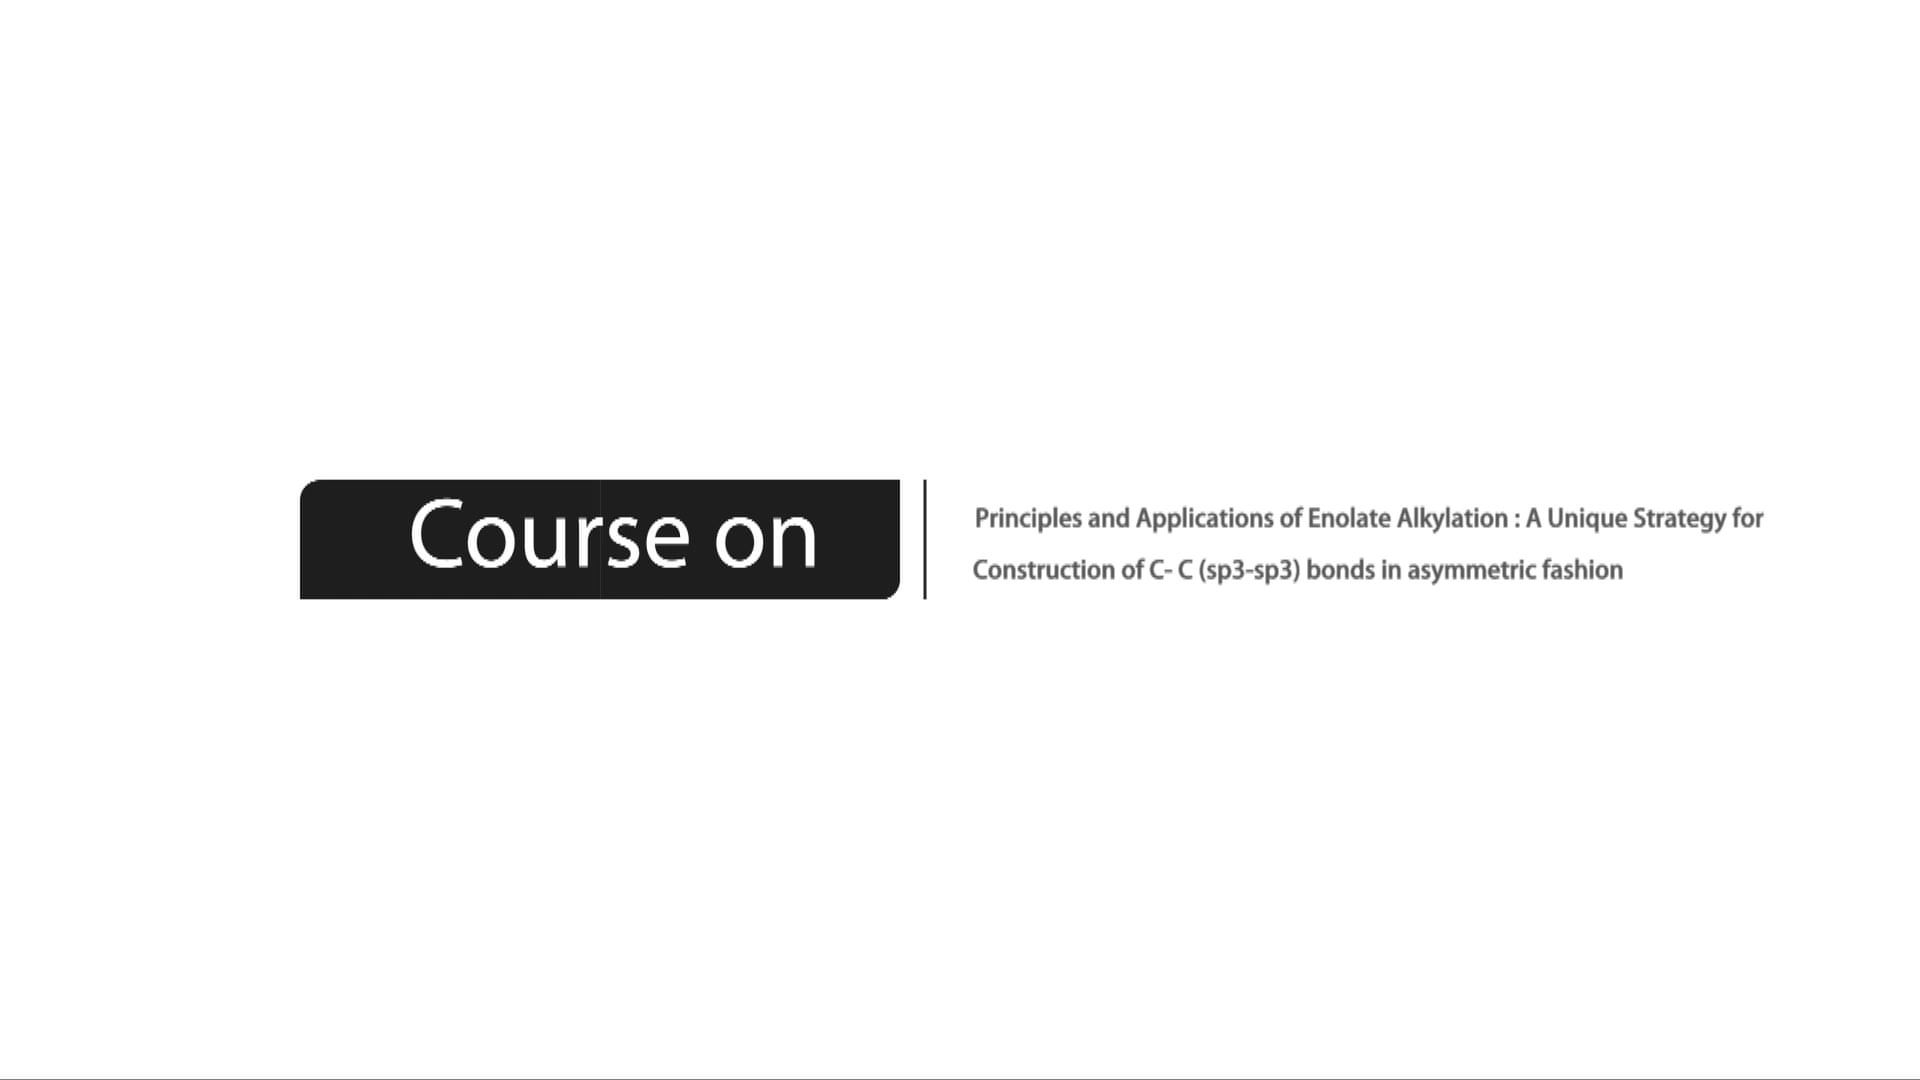 Course on
Principles and Applications of Enolate Alkylation : A Unique Strategy for
Construction of C- C (sp3-sp3) bonds in asymmetric fashion